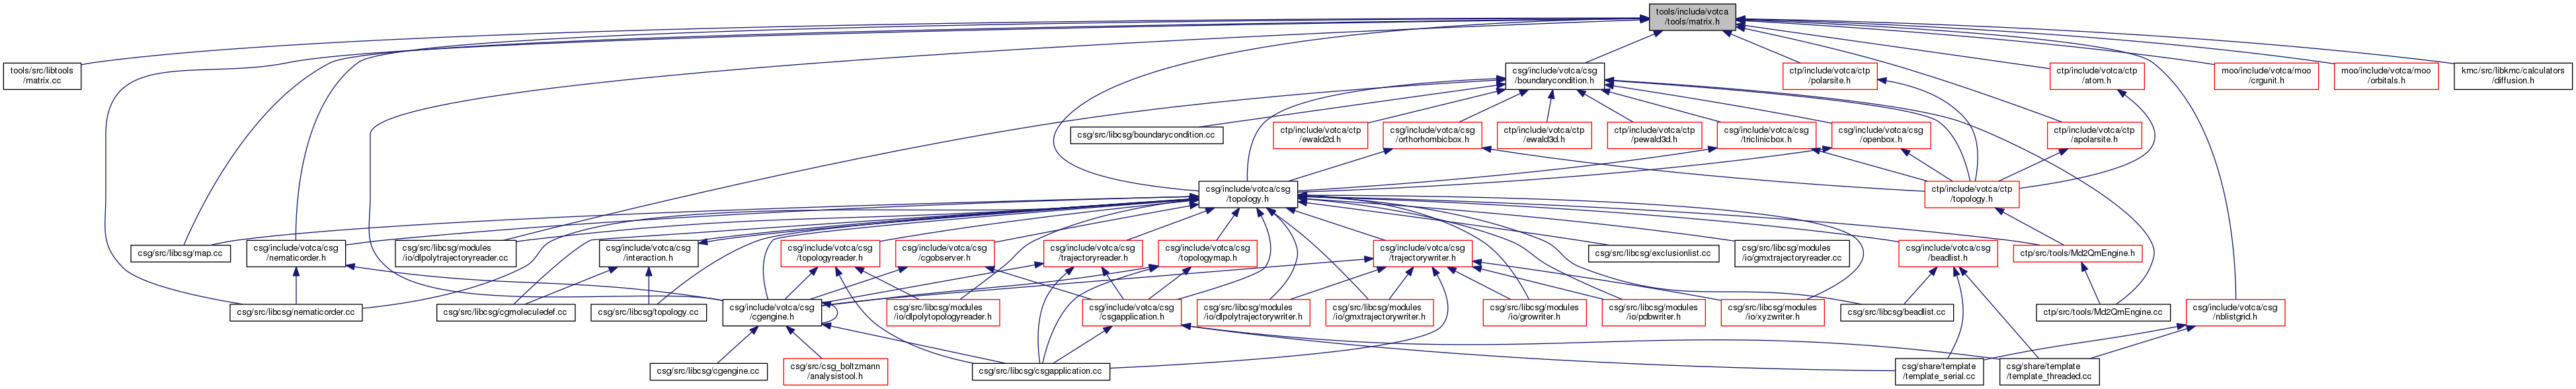 tools/include/votca
/tools/matrix.h
tools/src/libtools
/matrix.cc
csg/include/votca/csg
/boundarycondition.h
ctp/include/votca/ctp
/polarsite.h
ctp/include/votca/ctp
/atom.h
moo/include/votca/moo
/crgunit.h
moo/include/votca/moo
/orbitals.h
kmc/src/libkmc/calculators
/diffusion.h
csg/src/libcsg/boundarycondition.cc
ctp/include/votca/ctp
/ewald2d.h
csg/include/votca/csg
/orthorhombicbox.h
ctp/include/votca/ctp
/ewald3d.h
ctp/include/votca/ctp
/pewald3d.h
csg/include/votca/csg
/triclinicbox.h
csg/include/votca/csg
/openbox.h
ctp/include/votca/ctp
/apolarsite.h
csg/include/votca/csg
/topology.h
ctp/include/votca/ctp
/topology.h
csg/src/libcsg/map.cc
csg/include/votca/csg
/nematicorder.h
csg/src/libcsg/modules
/io/dlpolytrajectoryreader.cc
csg/include/votca/csg
/interaction.h
csg/include/votca/csg
/topologyreader.h
csg/include/votca/csg
/cgobserver.h
csg/include/votca/csg
/trajectoryreader.h
csg/include/votca/csg
/topologymap.h
csg/include/votca/csg
/trajectorywriter.h
csg/src/libcsg/exclusionlist.cc
csg/src/libcsg/modules
/io/gmxtrajectoryreader.cc
csg/include/votca/csg
/beadlist.h
ctp/src/tools/Md2QmEngine.h
csg/src/libcsg/nematicorder.cc
csg/src/libcsg/cgmoleculedef.cc
csg/src/libcsg/topology.cc
csg/include/votca/csg
/cgengine.h
csg/src/libcsg/modules
/io/dlpolytopologyreader.h
csg/include/votca/csg
/csgapplication.h
csg/src/libcsg/modules
/io/dlpolytrajectorywriter.h
csg/src/libcsg/modules
/io/gmxtrajectorywriter.h
csg/src/libcsg/modules
/io/growriter.h
csg/src/libcsg/modules
/io/pdbwriter.h
csg/src/libcsg/modules
/io/xyzwriter.h
csg/src/libcsg/beadlist.cc
ctp/src/tools/Md2QmEngine.cc
csg/include/votca/csg
/nblistgrid.h
csg/src/libcsg/cgengine.cc
csg/src/csg_boltzmann
/analysistool.h
csg/src/libcsg/csgapplication.cc
csg/share/template
/template_serial.cc
csg/share/template
/template_threaded.cc